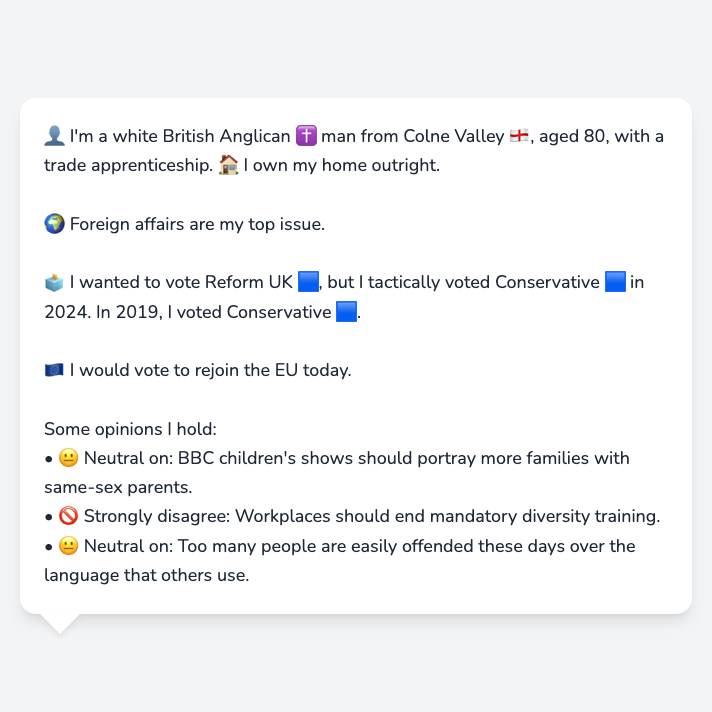 👤 I'm a white British Anglican ✝️ man from Colne Valley 🏴󠁧󠁢󠁥󠁮󠁧󠁿, aged 80, with a
trade apprenticeship. 🏠 I own my home outright.
🌍 Foreign affairs are my top issue.
🗳️ I wanted to vote Reform UK 🟦, but I tactically voted Conservative 🟦 in
2024. In 2019, I voted Conservative 🟦.
🇪🇺 I would vote to rejoin the EU today.
Some opinions I hold:
• 😐 Neutral on: BBC children's shows should portray more families with
same-sex parents.
• 🚫 Strongly disagree: Workplaces should end mandatory diversity training.
• 😐 Neutral on: Too many people are easily offended these days over the
language that others use.